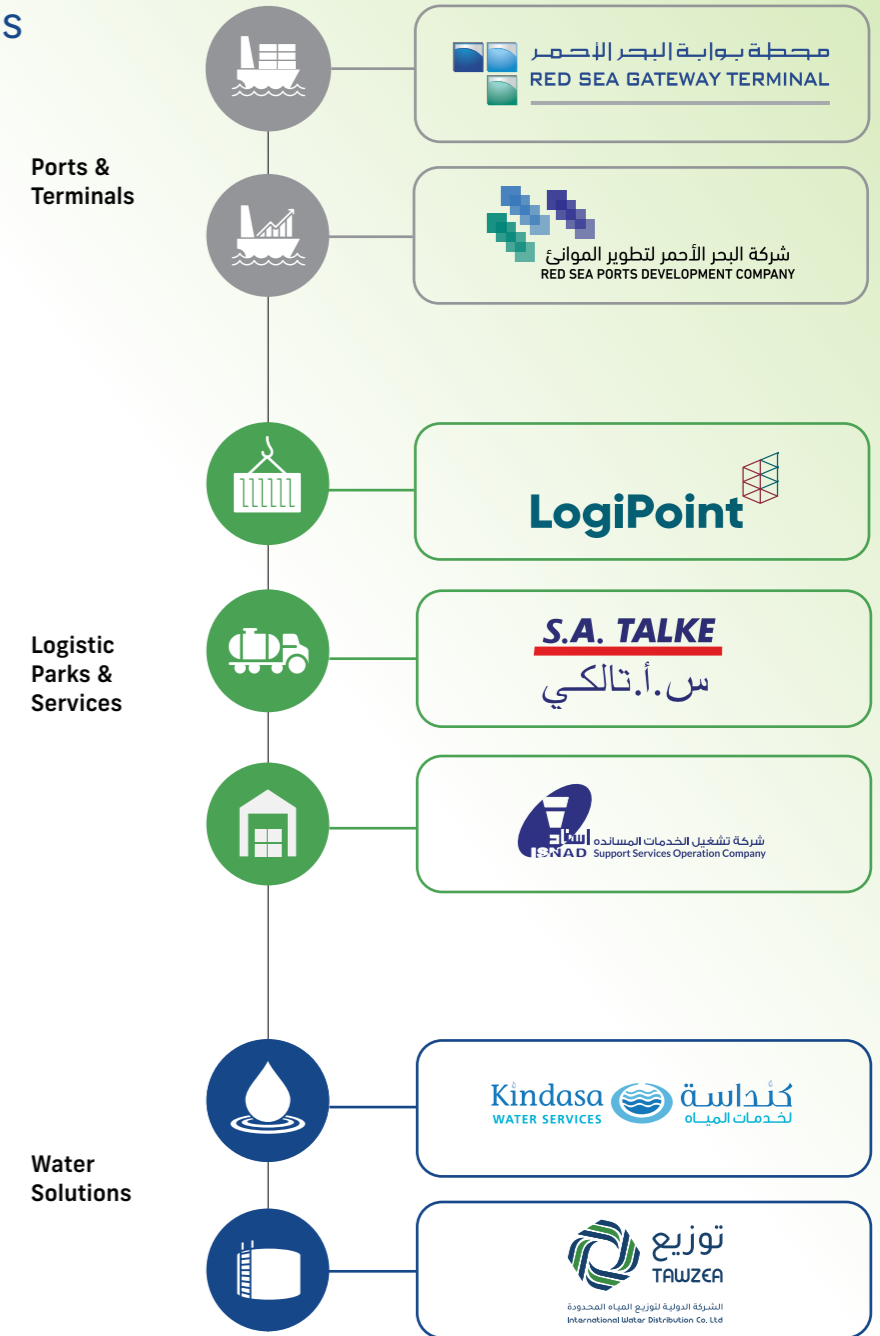 S
محطة بوابة البحر الأحمر
RED SEA GATEWAY TERMINAL
Ports &
Terminals
شركة البحر الأحمر لتطوير الموانئ
RED SEA PORTS DEVELOPMENT COMPANY
LogiPoint
Logistic
Parks &
Services
S.A. TALKE
س.أ.تالكي
إسناد
ISNAD
شركة تشغيل الخدمات المسانده
Support Services Operation Company
Kindasa
WATER SERVICES
كنداسة
لخدمات المياه
Water
Solutions
توزيع
TAWZEA
الشركة الدولية لتوزيع المياه المحدودة
International Water Distribution Co. Ltd